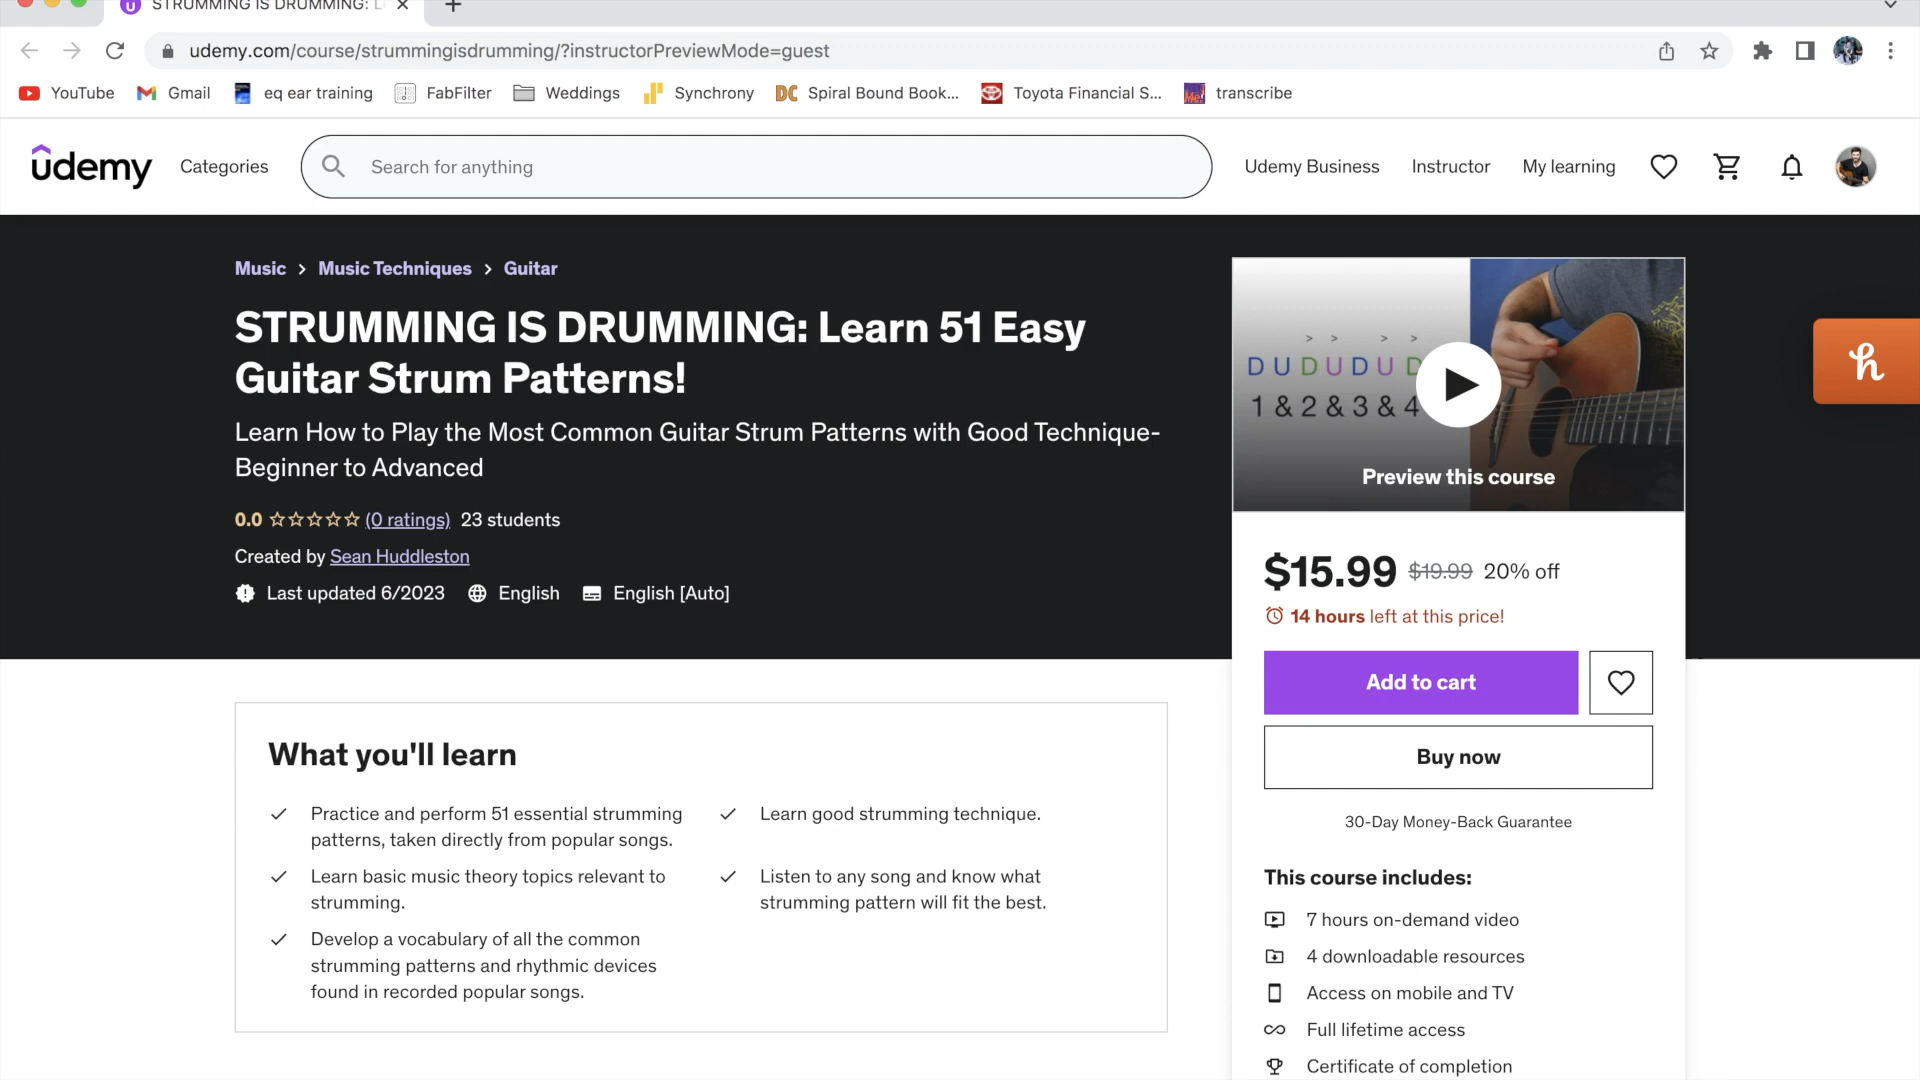 STRUMMING IS DRUMMING: L
udemy.com/course/strummingisdrumming/?instructorPreviewMode=guest
YouTube Gmail eq ear training FabFilter Weddings Synchrony DC Spiral Bound Book... Toyota Financial S... transcribe
udemy Categories Search for anything Udemy Business Instructor My learning
Music > Music Techniques > Guitar
STRUMMING IS DRUMMING: Learn 51 Easy
Guitar Strum Patterns!
Learn How to Play the Most Common Guitar Strum Patterns with Good Technique-
Beginner to Advanced
0.0 (0 ratings) 23 students
Created by Sean Huddleston
Last updated 6/2023 English English [Auto]
> > > >
D U D U D U D
1 & 2 & 3 & 4
Preview this course
h
$15.99 $19.99 20% off
14 hours left at this price!
Add to cart
Buy now
30-Day Money-Back Guarantee
This course includes:
7 hours on-demand video
4 downloadable resources
Access on mobile and TV
Full lifetime access
Certificate of completion
What you'll learn
Practice and perform 51 essential strumming
patterns, taken directly from popular songs.
Learn good strumming technique.
Learn basic music theory topics relevant to
strumming.
Listen to any song and know what
strumming pattern will fit the best.
Develop a vocabulary of all the common
strumming patterns and rhythmic devices
found in recorded popular songs.